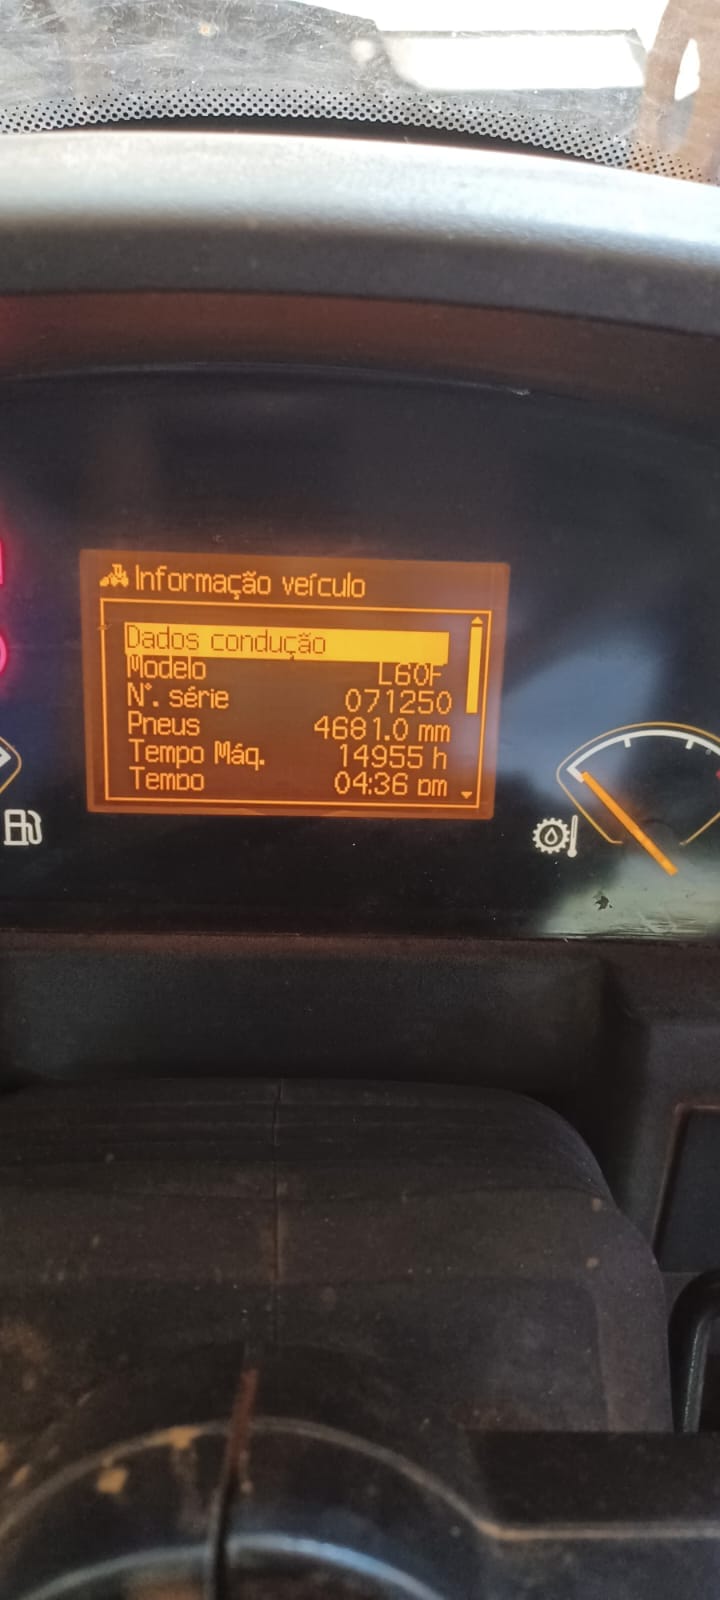 Informação veículo
Dados condução
Modelo L60F
N°. série 071250
Pneus 4681.0 mm
Tempo Máq. 14955 h
Tempo 04:36 pm